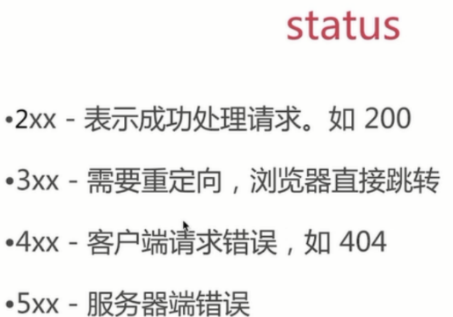 status
•2xx - 表示成功处理请求。如 200
•3xx - 需要重定向，浏览器直接跳转
•4xx - 客户端请求错误，如 404
•5xx - 服务器端错误